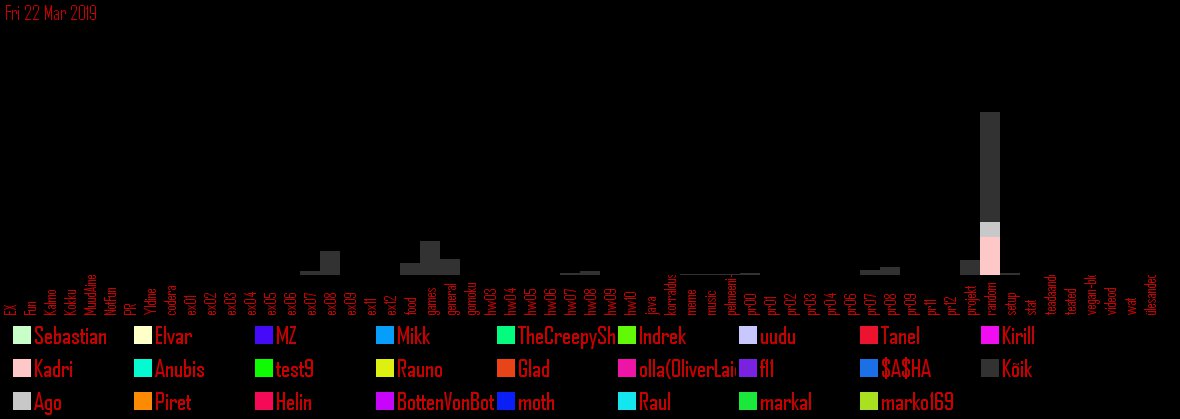 Fri 22 Mar 2019
EX Fun Kalmo Kokku MuudAine NotFun PR Yldine codera ex01 ex02 ex03 ex04 ex05 ex06 ex07 ex08 ex09 ex11 ex12 food games general gomoku hw03 hw04 hw05 hw06 hw07 hw08 hw09 hw10 java korraldus meme music pelmeeni pr00 pr01 pr02 pr03 pr04 pr06 pr07 pr08 pr09 pr11 pr12 projekt random setup stat teadaand teated vegan-bk videod wat ülesanded
Sebastian Elvar MZ Mikk TheCreepySh Indrek uudu Tanel Kirill
Kadri Anubis test9 Rauno Glad olla(OliverLai fl1 $A$HA Kõik
Ago Piret Helin BottenVonBot moth Raul markal marko169